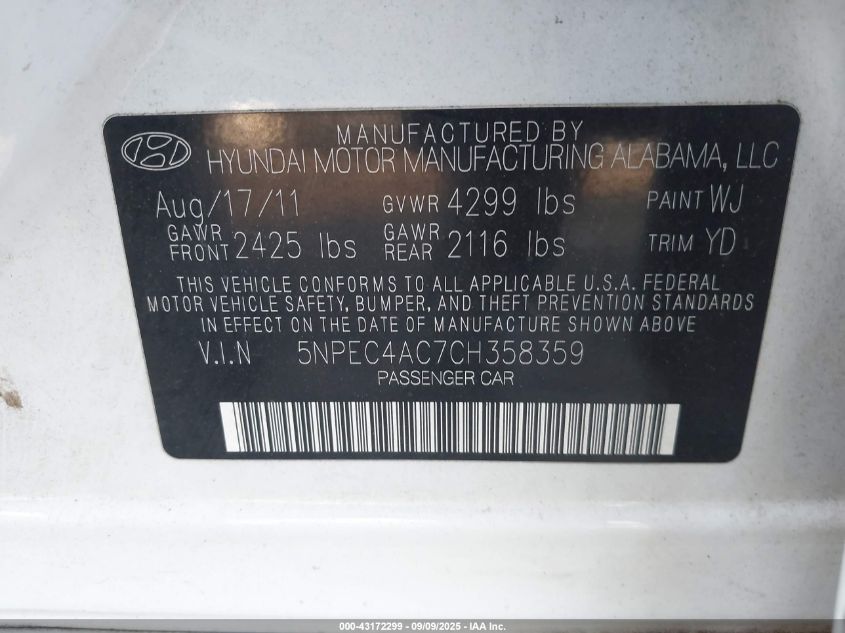 MANUFACTURED BY
HYUNDAI MOTOR MANUFACTURING ALABAMA, LLC
Aug/17/11 GVWR 4299 lbs PAINT WJ
GAWR FRONT 2425 lbs GAWR REAR 2116 lbs TRIM YD
THIS VEHICLE CONFORMS TO ALL APPLICABLE U.S.A. FEDERAL
MOTOR VEHICLE SAFETY, BUMPER, AND THEFT PREVENTION STANDARDS
IN EFFECT ON THE DATE OF MANUFACTURE SHOWN ABOVE
V.I.N 5NPEC4AC7CH358359
PASSENGER CAR
000-43172299 - 09/09/2025 - IAA Inc.